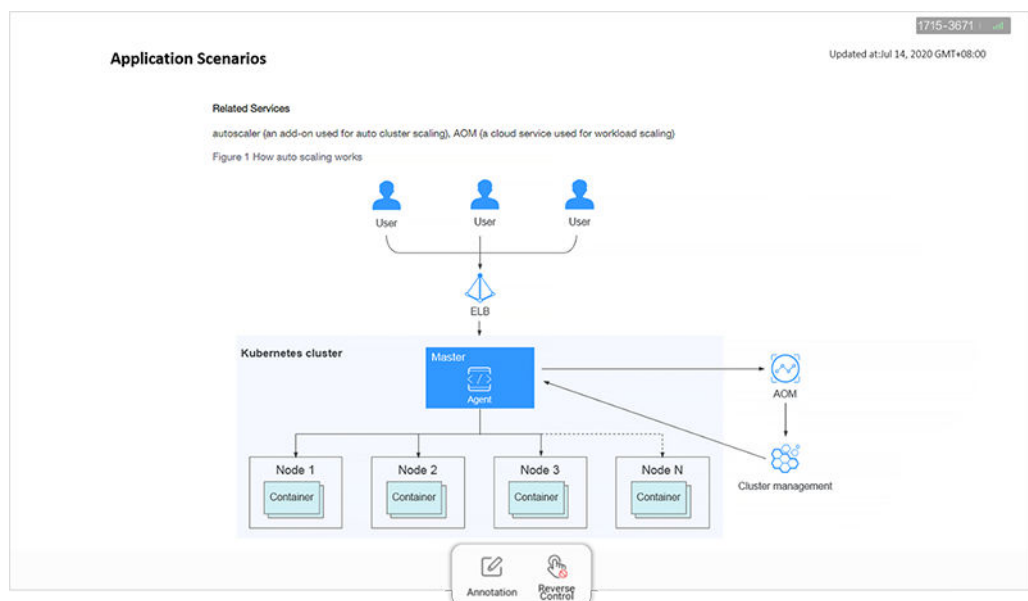 1715-3671
Application Scenarios
Updated at:Jul 14, 2020 GMT+08:00
Related Services
autoscaler (an add-on used for auto cluster scaling), AOM (a cloud service used for workload scaling)
Figure 1 How auto scaling works
User
User
User
ELB
Kubernetes cluster
Master
Agent
AOM
Cluster management
Node 1
Node 2
Node 3
Node N
Container
Container
Container
Container
Annotation
Reverse
Control